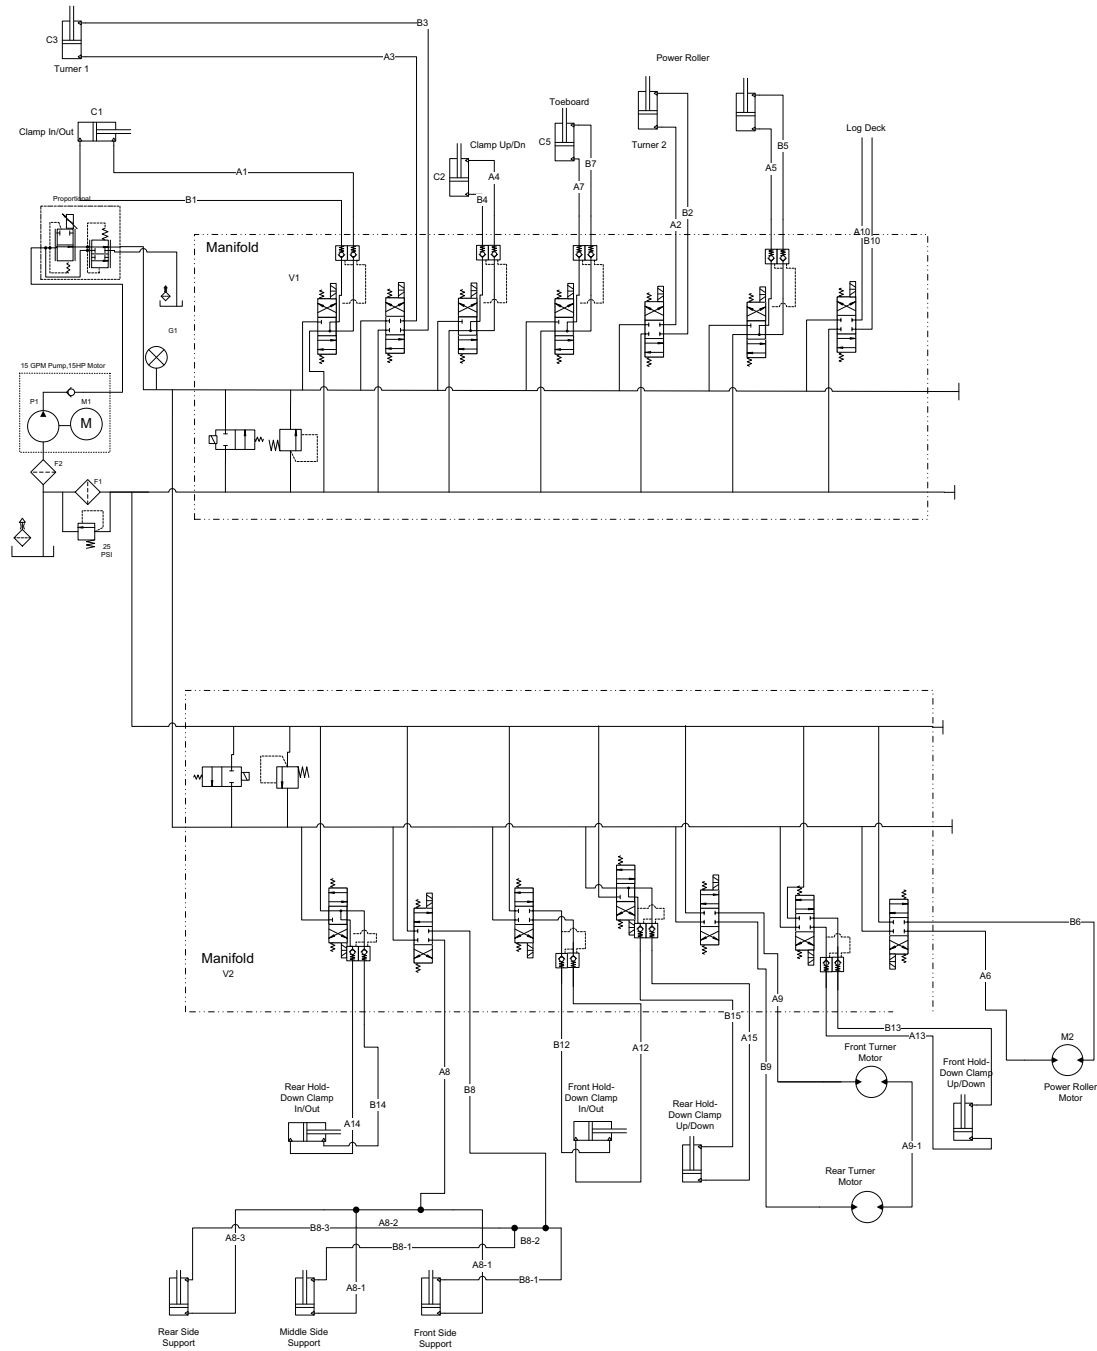 B3
C3
A3
Turner 1
Power Roller
C1
Clamp In/Out
Toeboard
C5
Clamp Up/Dn
Turner 2
Log Deck
B5
B7
A5
C2
A4
A7
A1
B4
B1
Proportional
B2
A2
A10
B10
Manifold
V1
G1
15 GPM Pump,15HP Motor
P1
M1
M
F2
F1
25
PSI
Manifold
V2
B6
A6
A9
B15
A15
B13
A13
B12
A12
M2
Front Turner
Motor
Front Hold-
Down Clamp
Up/Down
Power Roller
Motor
A8
B8
B9
Rear Hold-
Down Clamp
In/Out
B14
A14
Front Hold-
Down Clamp
In/Out
Rear Hold-
Down Clamp
Up/Down
A9-1
Rear Turner
Motor
A8-2
B8-3
A8-3
B8-2
B8-1
A8-1
A8-1
B8-1
Rear Side
Support
Middle Side
Support
Front Side
Support